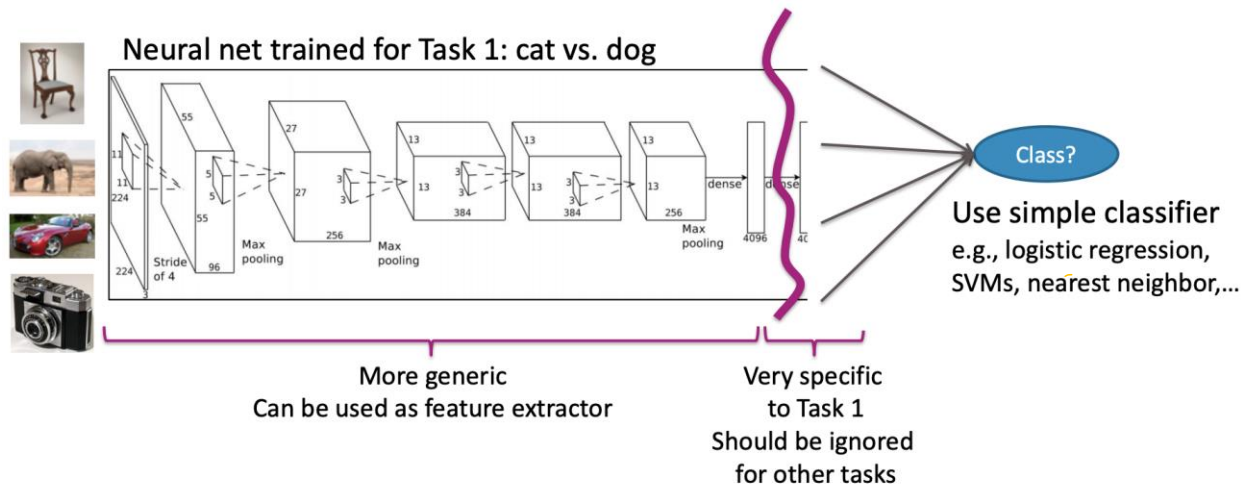 Neural net trained for Task 1: cat vs. dog
11
11
224
224
3
Stride
of 4
55
55
96
5
5
Max
pooling
27
27
256
3
3
Max
pooling
13
13
384
3
3
13
13
384
3
3
13
13
256
Max
pooling
dense
4096
dense
Class?
Use simple classifier
e.g., logistic regression,
SVMs, nearest neighbor,...
More generic
Can be used as feature extractor
Very specific
to Task 1
Should be ignored
for other tasks